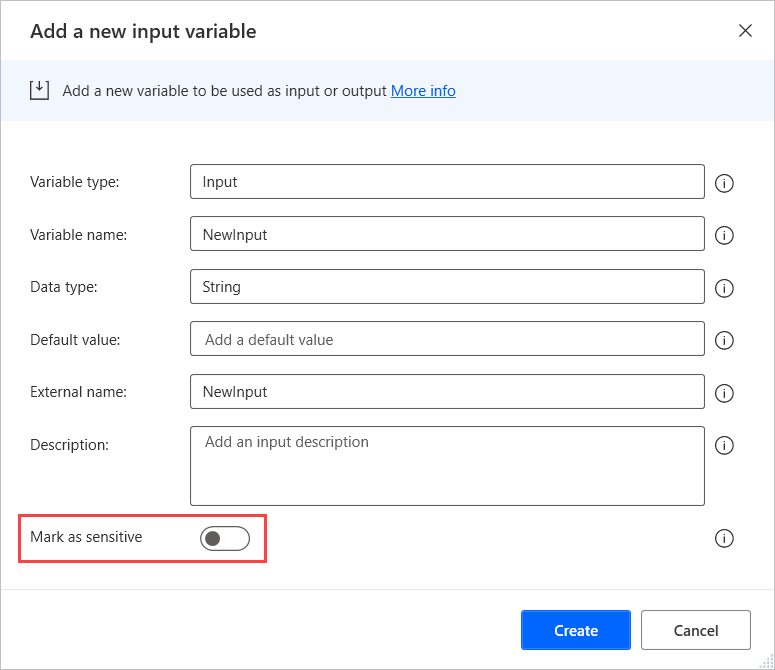 Add a new input variable
Add a new variable to be used as input or output More info
Variable type: Input
Variable name: NewInput
Data type: String
Default value: Add a default value
External name: NewInput
Description: Add an input description
Mark as sensitive
Create Cancel